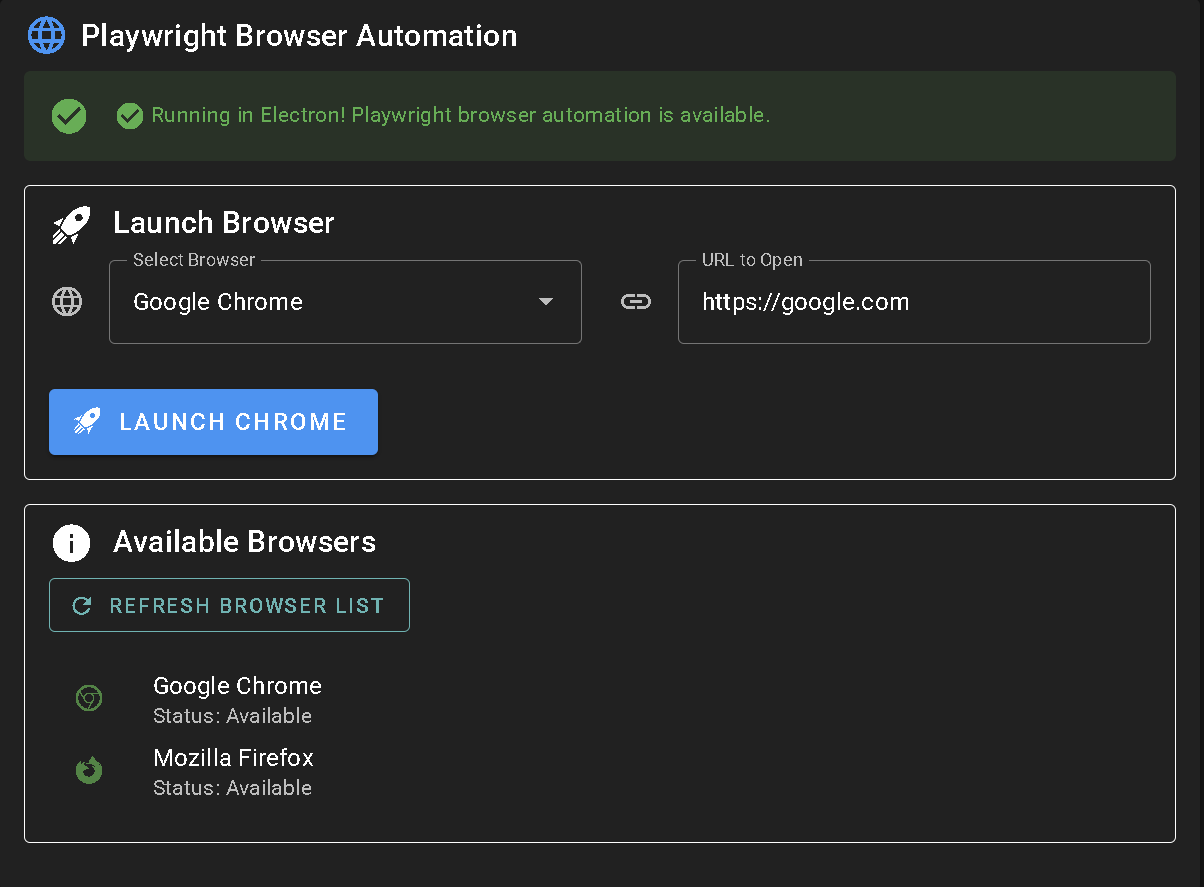 Playwright Browser Automation
Running in Electron! Playwright browser automation is available.
Launch Browser
Select Browser
Google Chrome
URL to Open
https://google.com
LAUNCH CHROME
Available Browsers
REFRESH BROWSER LIST
Google Chrome
Status: Available
Mozilla Firefox
Status: Available